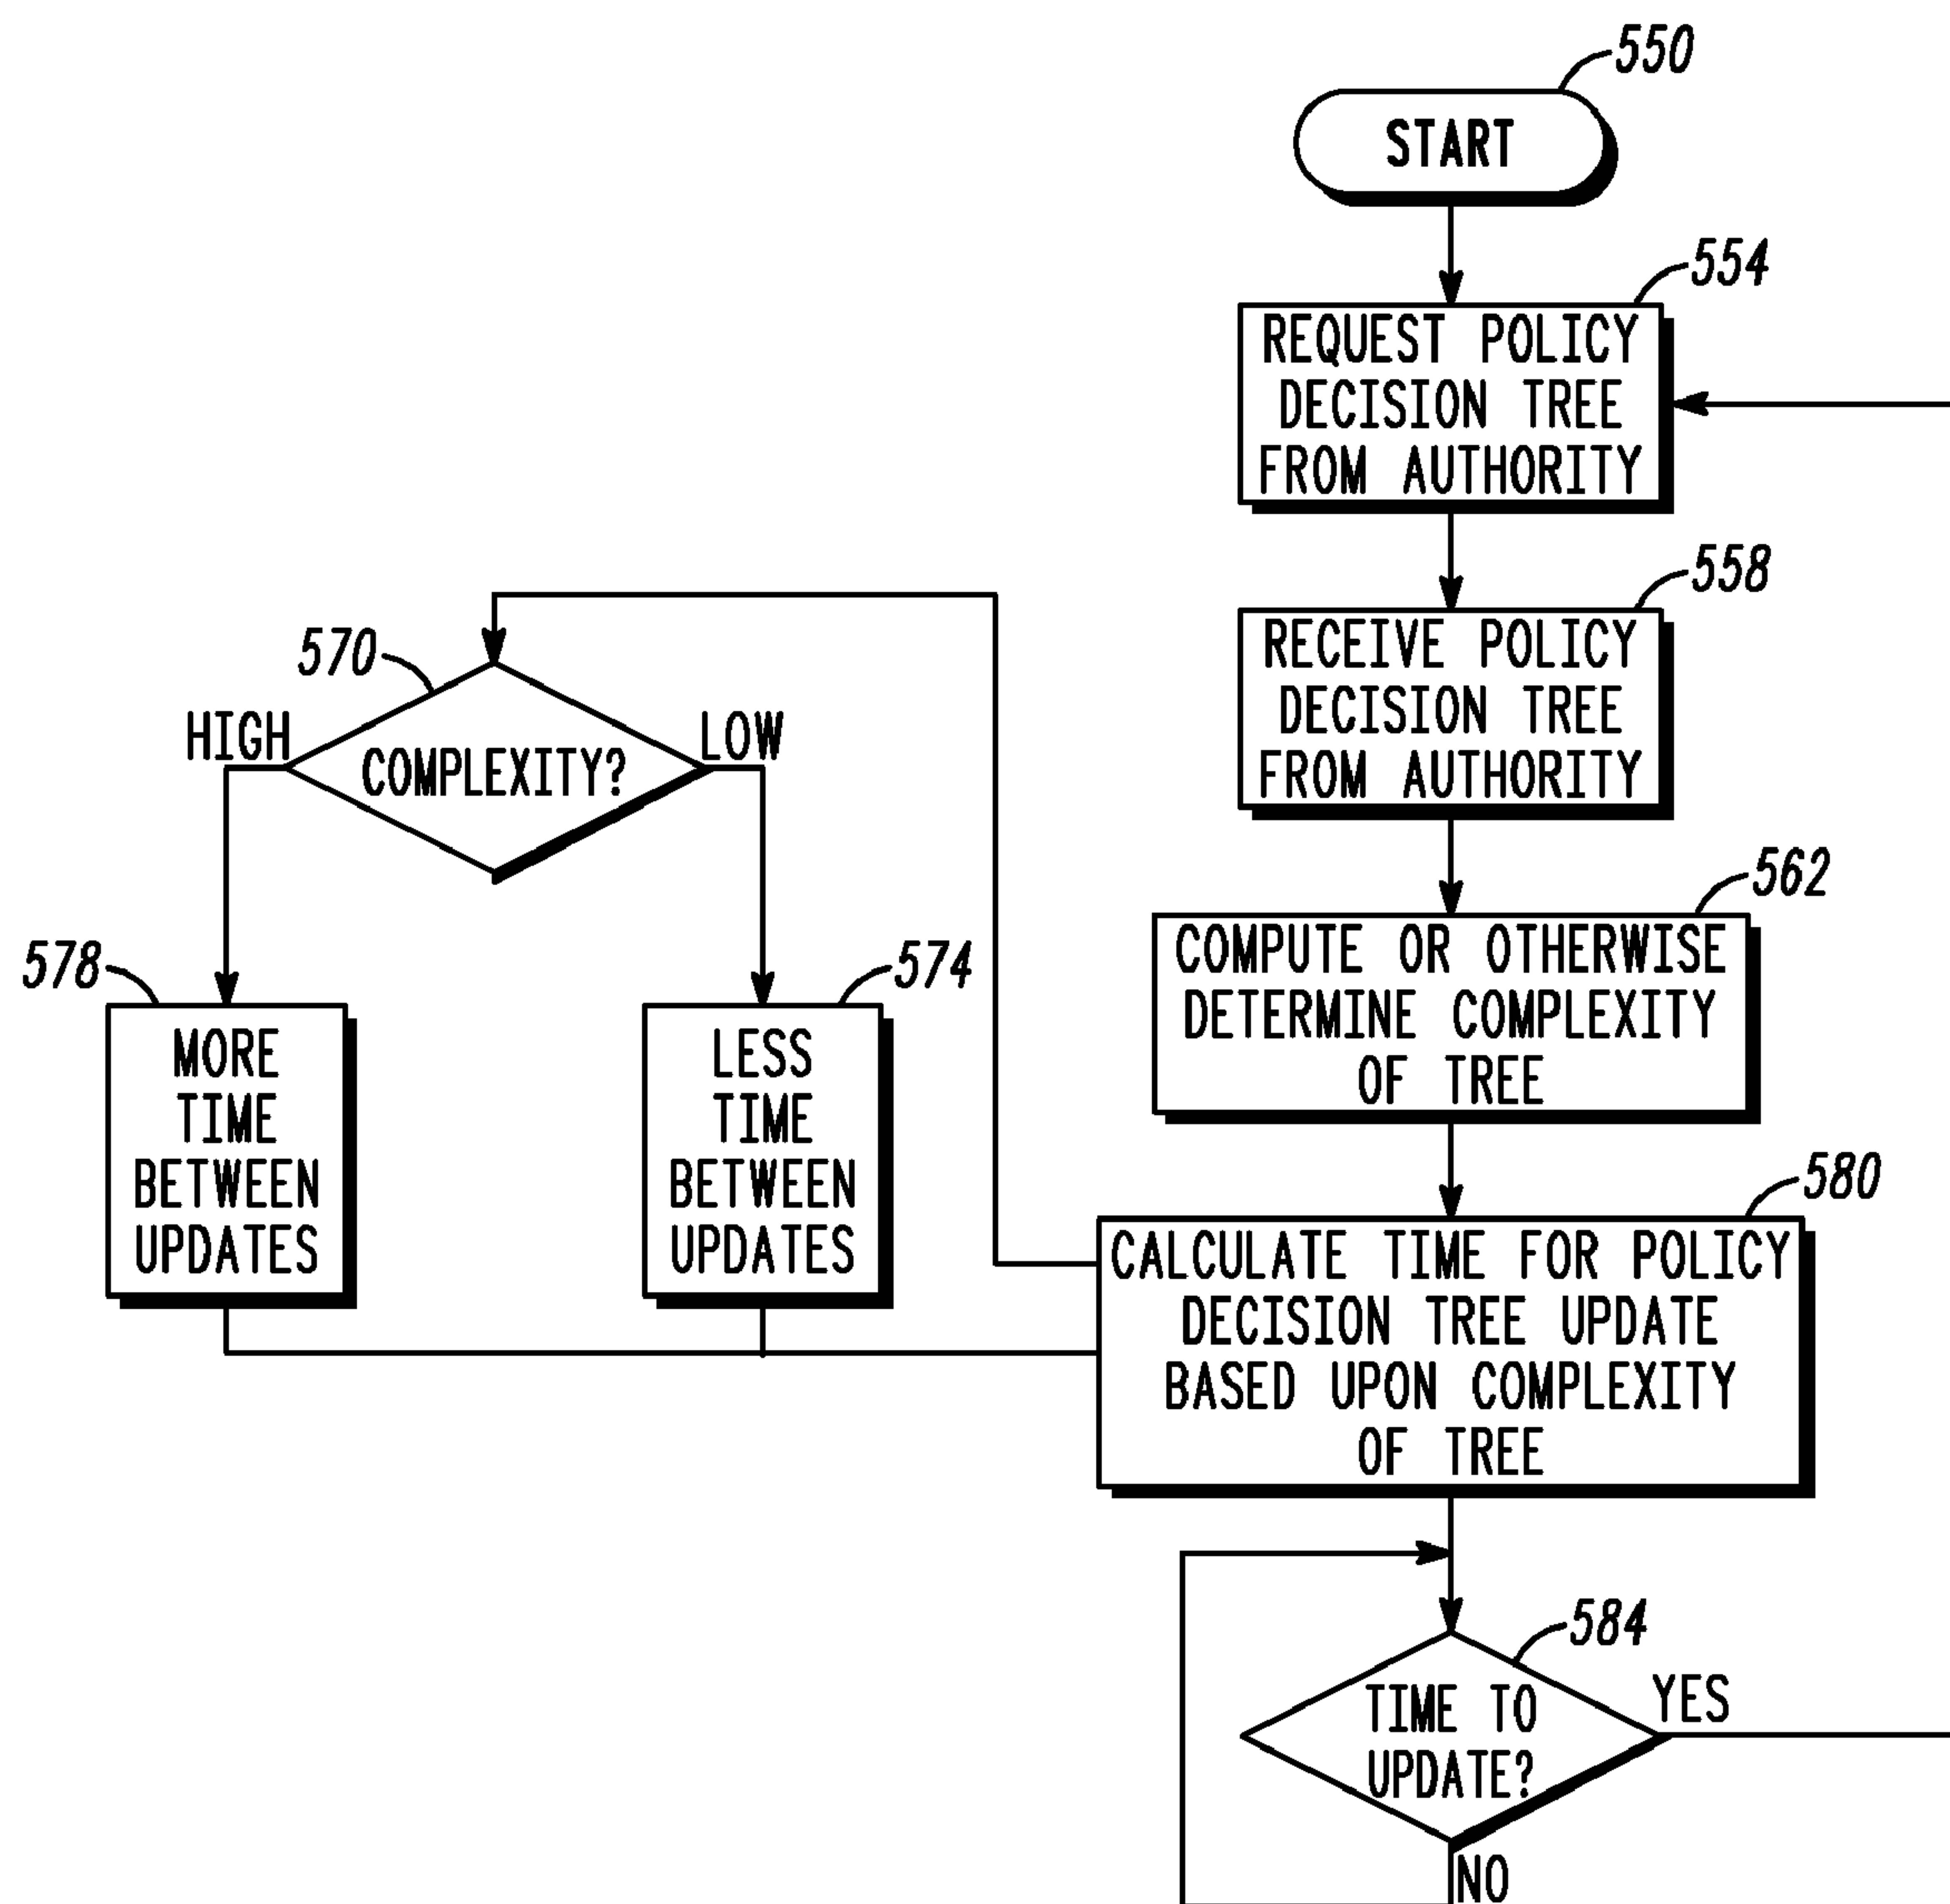 550
START
554
REQUEST POLICY
DECISION TREE
FROM AUTHORITY
558
RECEIVE POLICY
DECISION TREE
FROM AUTHORITY
562
COMPUTE OR OTHERWISE
DETERMINE COMPLEXITY
OF TREE
580
CALCULATE TIME FOR POLICY
DECISION TREE UPDATE
BASED UPON COMPLEXITY
OF TREE
570
HIGH
COMPLEXITY?
LOW
578
MORE
TIME
BETWEEN
UPDATES
574
LESS
TIME
BETWEEN
UPDATES
584
TIME TO
UPDATE?
YES
NO